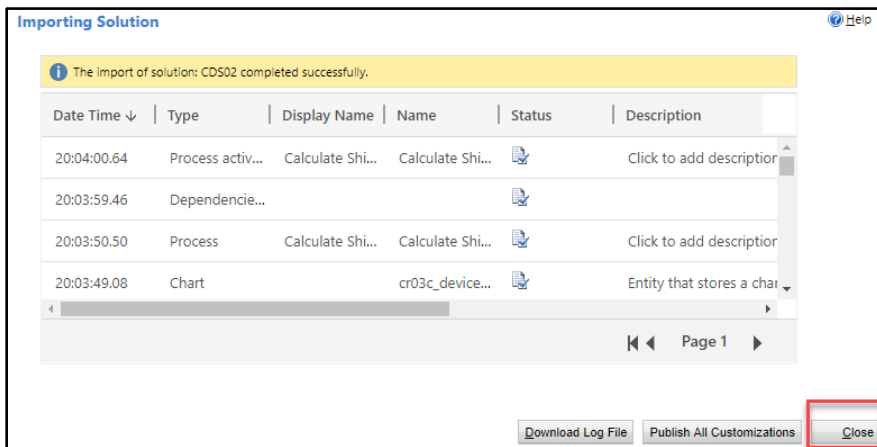 Importing Solution
Help
The import of solution: CDS02 completed successfully.
Date Time ↓ Type Display Name Name Status Description
20:04:00.64 Process activ... Calculate Shi... Calculate Shi... Click to add description
20:03:59.46 Dependencie...
20:03:50.50 Process Calculate Shi... Calculate Shi... Click to add description
20:03:49.08 Chart cr03c_device... Entity that stores a char
Page 1
Download Log File Publish All Customizations Close